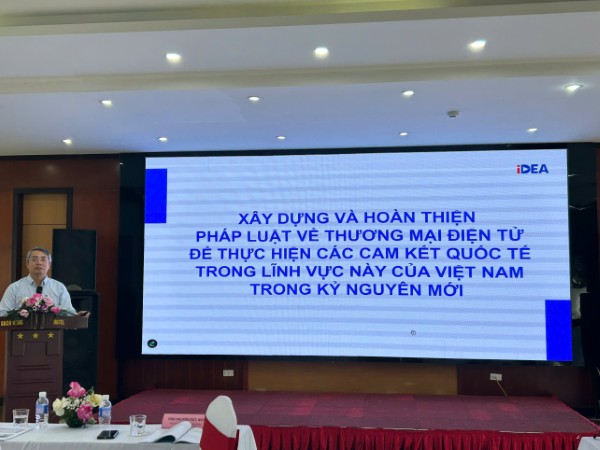 iDEA
XÂY DỰNG VÀ HOÀN THIỆN
PHÁP LUẬT VỀ THƯƠNG MẠI ĐIỆN TỬ
ĐỂ THỰC HIỆN CÁC CAM KẾT QUỐC TẾ
TRONG LĨNH VỰC NÀY CỦA VIỆT NAM
TRONG KỶ NGUYÊN MỚI